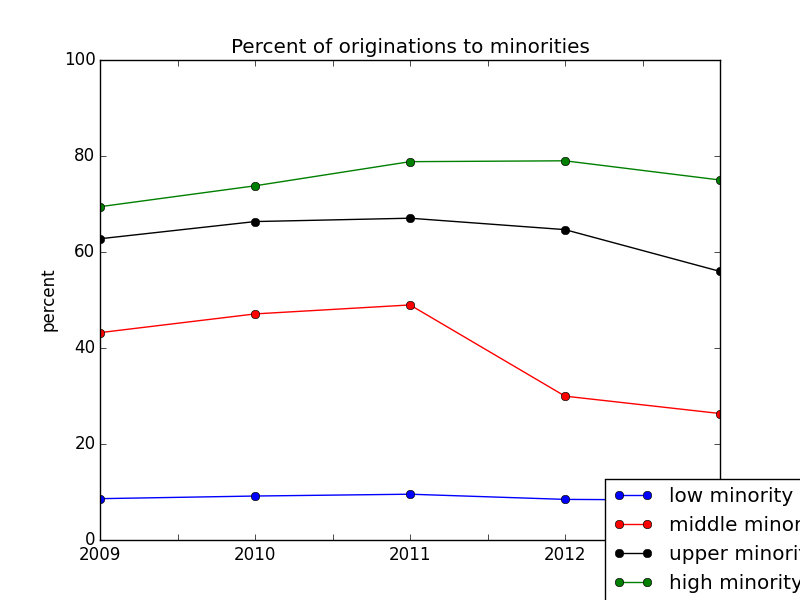 Percent of originations to minorities
100
80
60
40
20
0
percent
2009
2010
2011
2012
low minority
middle minor
upper minorit
high minority